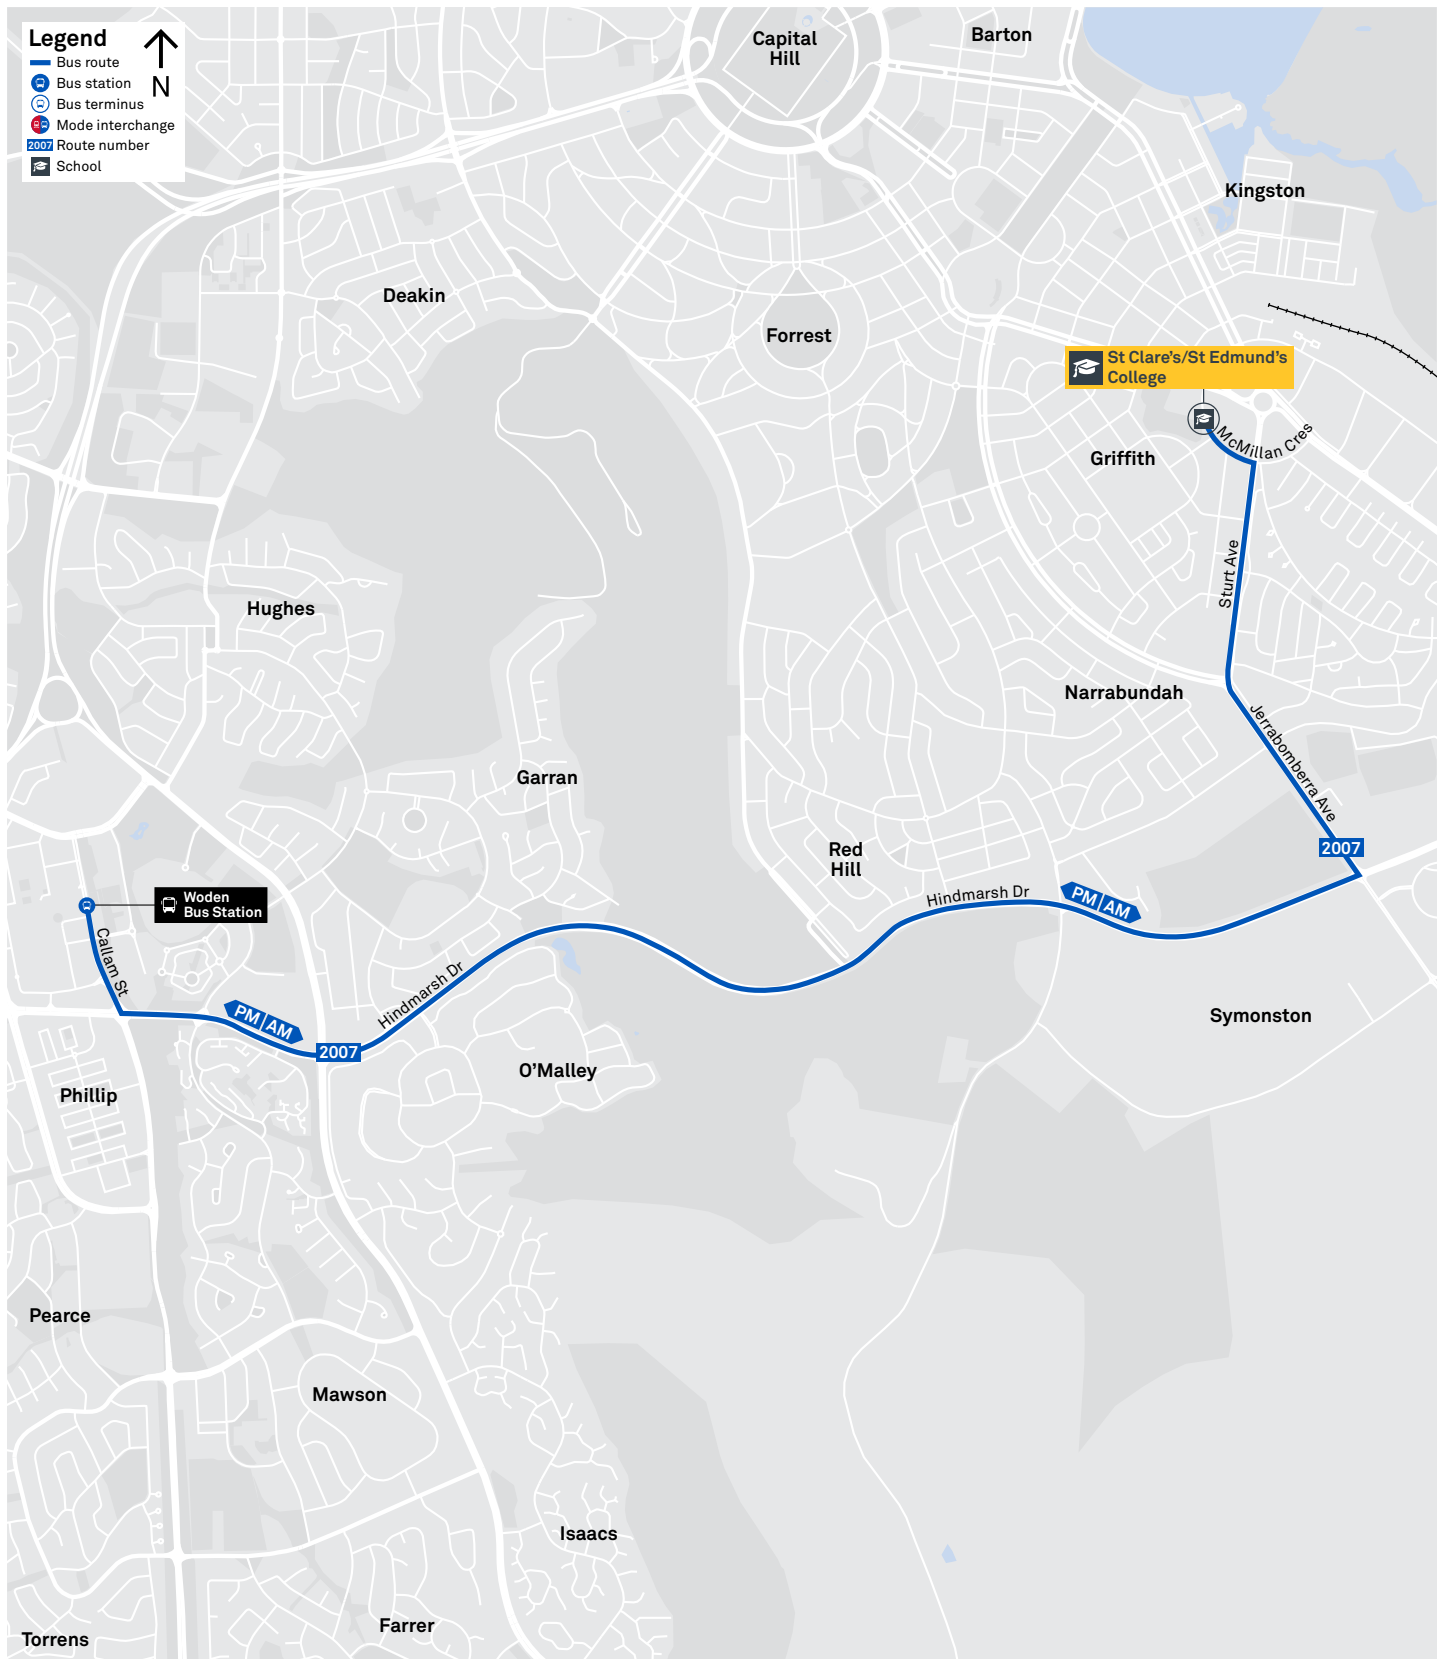 Legend
N
Bus route
Bus station
Bus terminus
Mode interchange
2007 Route number
School
Capital
Hill
Barton
Kingston
Deakin
Forrest
St Clare’s/St Edmund’s
College
McMillan Cres
Griffith
Sturt Ave
Hughes
Narrabundah
Jerrabomberra Ave
Garran
2007
Red
Hill
Hindmarsh Dr
PM|AM
Woden
Bus Station
Callam St
Hindmarsh Dr
PM|AM
2007
Symonston
O’Malley
Phillip
Pearce
Mawson
Isaacs
Farrer
Torrens